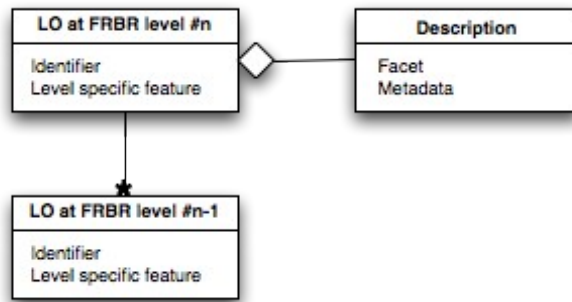 LO at FRBR level #n
Identifier
Level specific feature
Description
Facet
Metadata
*
LO at FRBR level #n-1
Identifier
Level specific feature